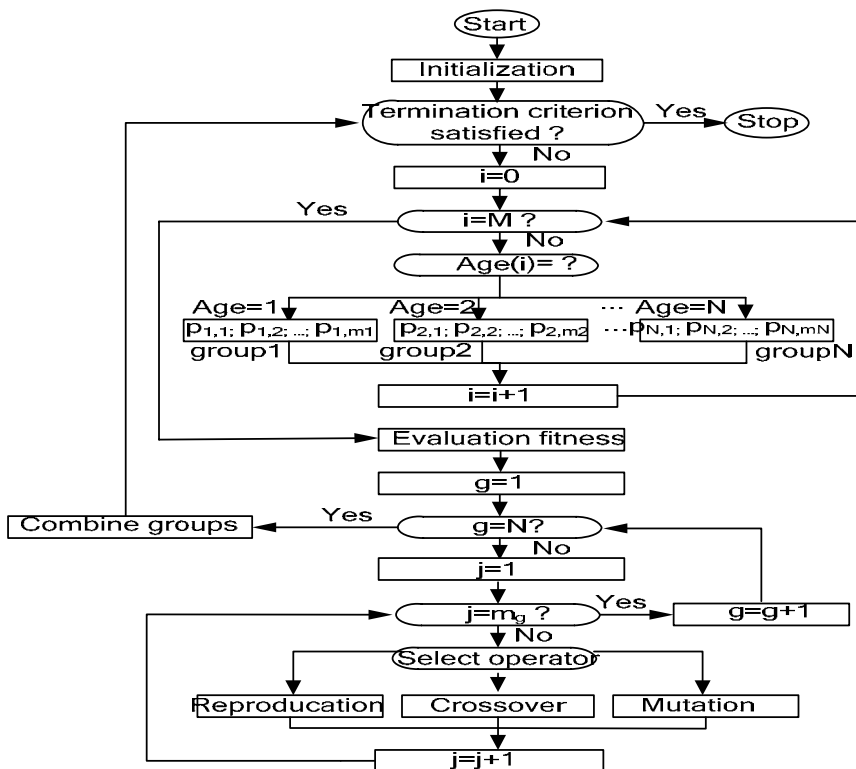 Start
Initialization
Termination criterion
satisfied ?
Yes
Stop
No
i=0
Yes
i=M ?
No
Age(i)= ?
Age=1
Age=2
··· Age=N
p1,1; p1,2; ...; p1,m1
p2,1; p2,2; ...; p2,m2
···pN,1; pN,2; ...; pN,mN
group1
group2
groupN
i=i+1
Evaluation fitness
g=1
Combine groups
Yes
g=N?
No
j=1
j=mg ?
Yes
g=g+1
No
Select operator
Reproducation
Crossover
Mutation
j=j+1